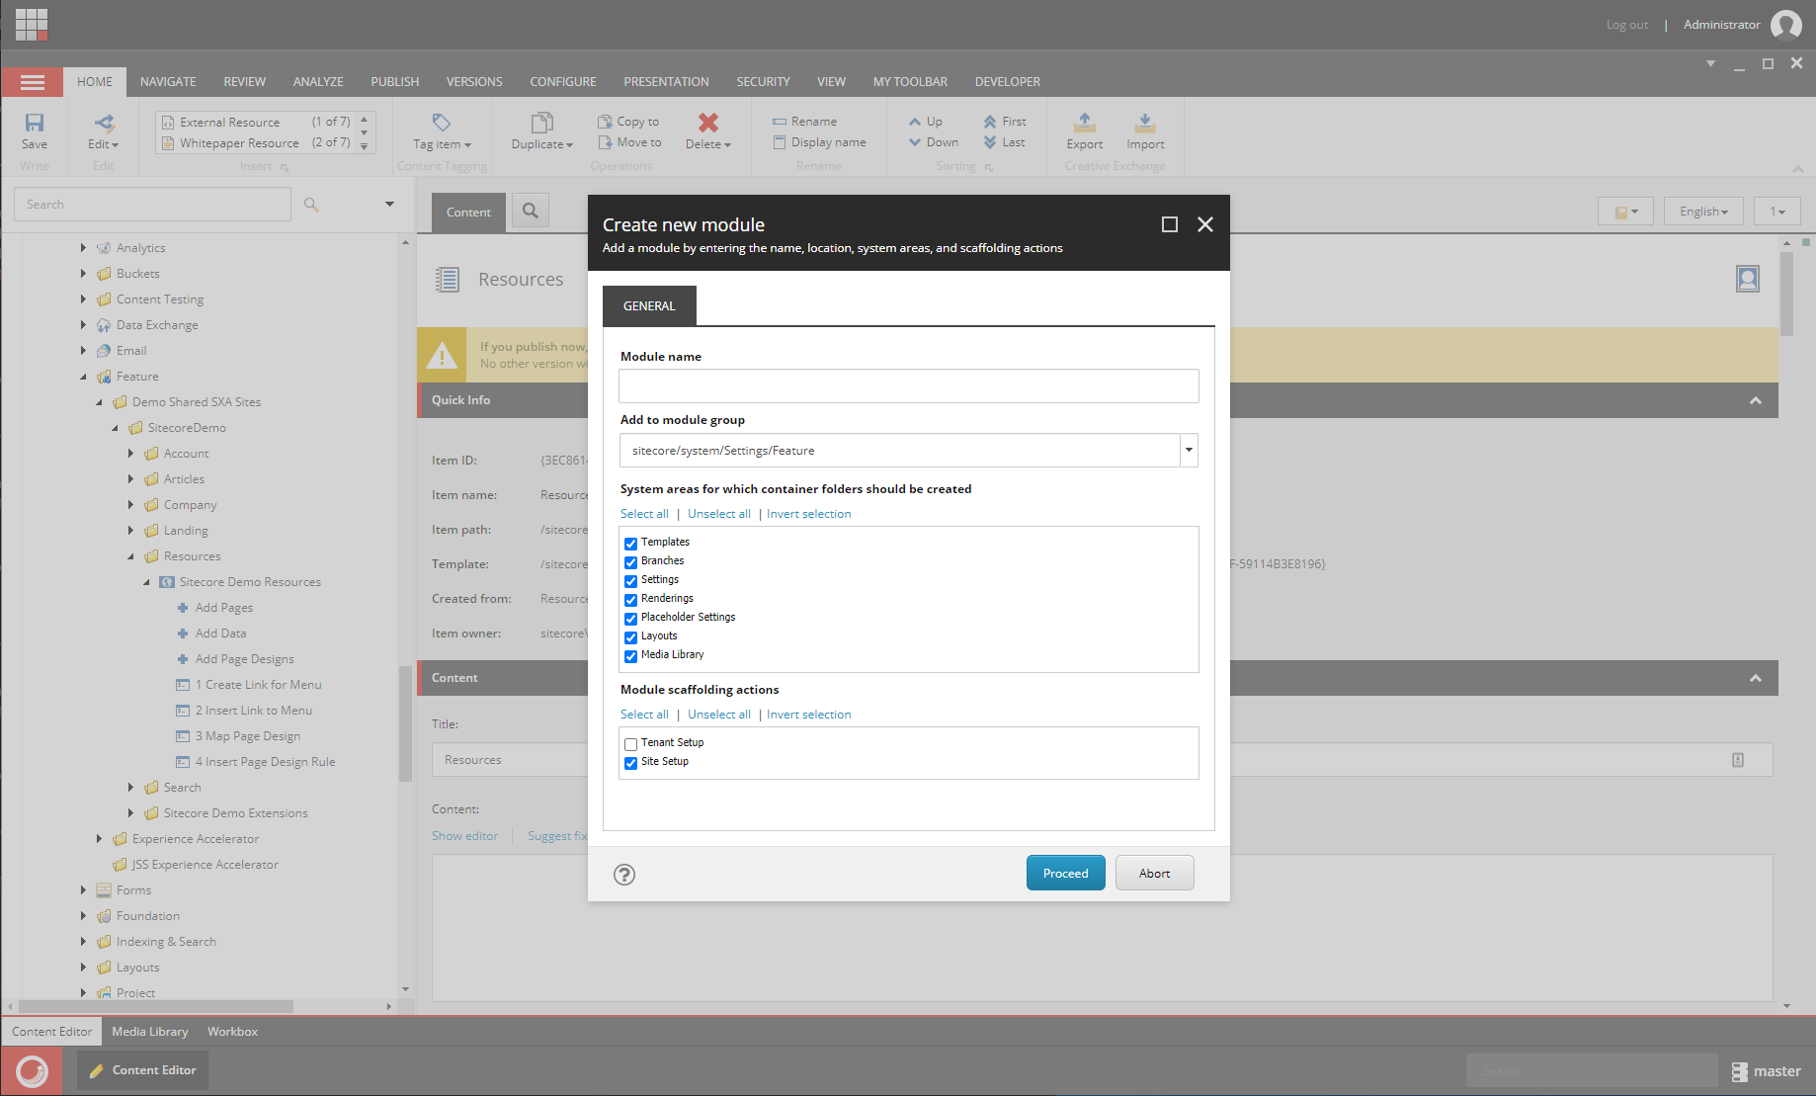 Log out | Administrator
HOME NAVIGATE REVIEW ANALYZE PUBLISH VERSIONS CONFIGURE PRESENTATION SECURITY VIEW MY TOOLBAR DEVELOPER
External Resource (1 of 7)
Whitepaper Resource (2 of 7)
Save
Edit
Tag item
Duplicate
Copy to
Move to
Delete
Rename
Display name
Up
Down
First
Last
Export
Import
Write
Edit
Insert
Content Tagging
Operations
Rename
Sorting
Creative Exchange
Search
Analytics
Buckets
Content Testing
Data Exchange
Email
Feature
Demo Shared SXA Sites
SitecoreDemo
Account
Articles
Company
Landing
Resources
Sitecore Demo Resources
Add Pages
Add Data
Add Page Designs
1 Create Link for Menu
2 Insert Link to Menu
3 Map Page Design
4 Insert Page Design Rule
Search
Sitecore Demo Extensions
Experience Accelerator
JSS Experience Accelerator
Forms
Foundation
Indexing & Search
Layouts
Project
Content
English
1
Resources
If you publish now,
No other version wi
Quick Info
Item ID: {3EC861
Item name: Resource
Item path: /sitecore
Template: /sitecore
F-59114B3E8196}
Created from: Resource
Item owner: sitecore\
Content
Title:
Resources
Content:
Show editor
Suggest fix
Create new module
Add a module by entering the name, location, system areas, and scaffolding actions
GENERAL
Module name
Add to module group
sitecore/system/Settings/Feature
System areas for which container folders should be created
Select all | Unselect all | Invert selection
Templates
Branches
Settings
Renderings
Placeholder Settings
Layouts
Media Library
Module scaffolding actions
Select all | Unselect all | Invert selection
Tenant Setup
Site Setup
?
Proceed
Abort
Content Editor Media Library Workbox
Content Editor
Search
master